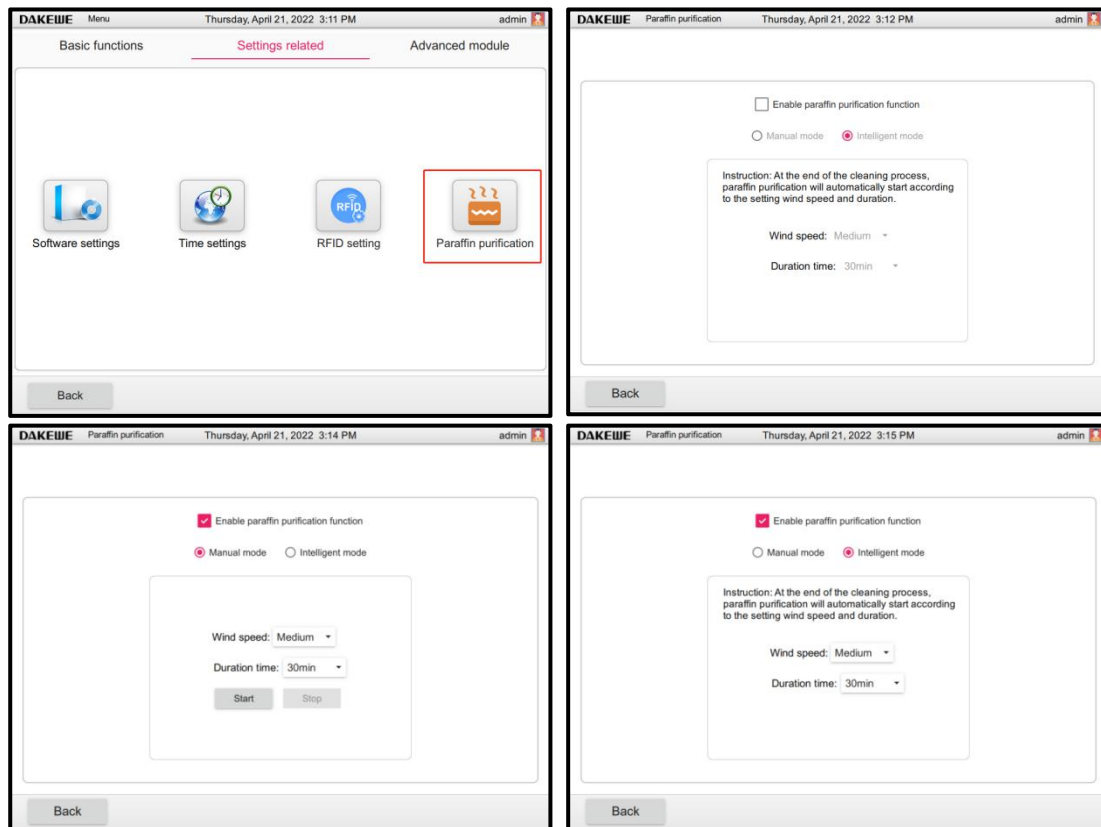 DAKEWE Menu Thursday, April 21, 2022 3:11 PM admin
Basic functions Settings related Advanced module
RFID
Software settings Time settings RFID setting Paraffin purification
Back
DAKEWE Paraffin purification Thursday, April 21, 2022 3:12 PM admin
Enable paraffin purification function
Manual mode Intelligent mode
Instruction: At the end of the cleaning process,
paraffin purification will automatically start according
to the setting wind speed and duration.
Wind speed: Medium
Duration time: 30min
Back
DAKEWE Paraffin purification Thursday, April 21, 2022 3:14 PM admin
Enable paraffin purification function
Manual mode Intelligent mode
Wind speed: Medium
Duration time: 30min
Start Stop
Back
DAKEWE Paraffin purification Thursday, April 21, 2022 3:15 PM admin
Enable paraffin purification function
Manual mode Intelligent mode
Instruction: At the end of the cleaning process,
paraffin purification will automatically start according
to the setting wind speed and duration.
Wind speed: Medium
Duration time: 30min
Back